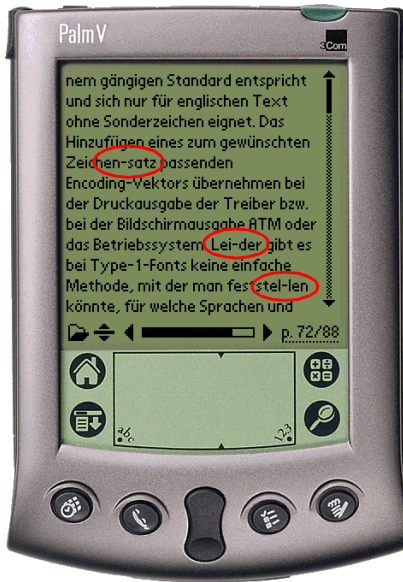 PalmV
3Com
nem gängigen Standard entspricht
und sich nur für englischen Text
ohne Sonderzeichen eignet. Das
Hinzufügen eines zum gewünschten
Zeichen-satz passenden
Encoding-Vektors übernehmen bei
der Druckausgabe der Treiber bzw.
bei der Bildschirmausgabe ATM oder
das Betriebssystem. Lei-der gibt es
bei Type-1-Fonts keine einfache
Methode, mit der man feststel-len
könnte, für welche Sprachen und
p. 72/88
abc
123